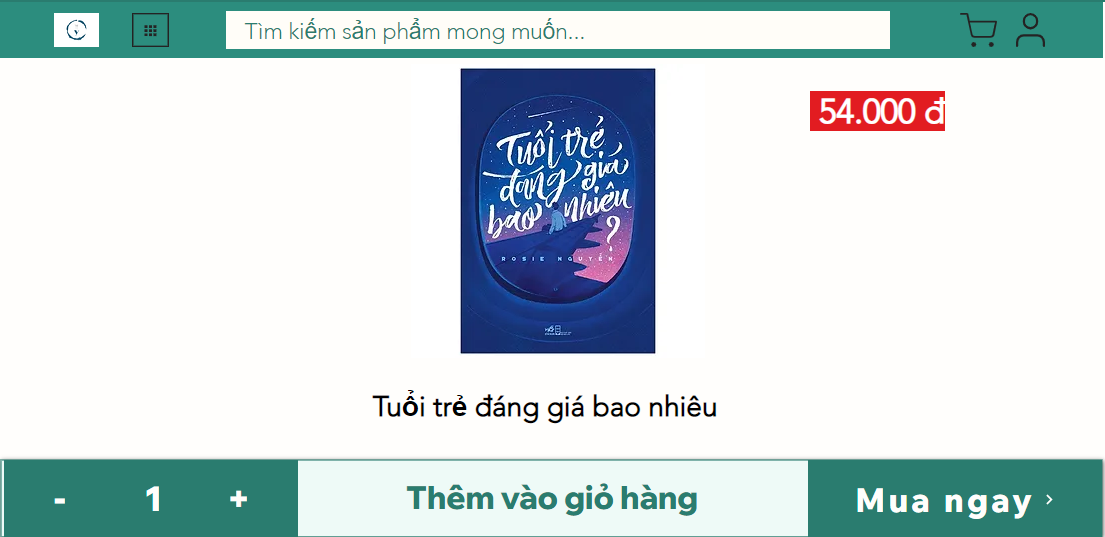 Tìm kiếm sản phẩm mong muốn...
54.000 đ
Tuổi trẻ
đáng giá
bao nhiêu
?
ROSIE NGUYỄN
Tuổi trẻ đáng giá bao nhiêu
- 1 + Thêm vào giỏ hàng Mua ngay ›